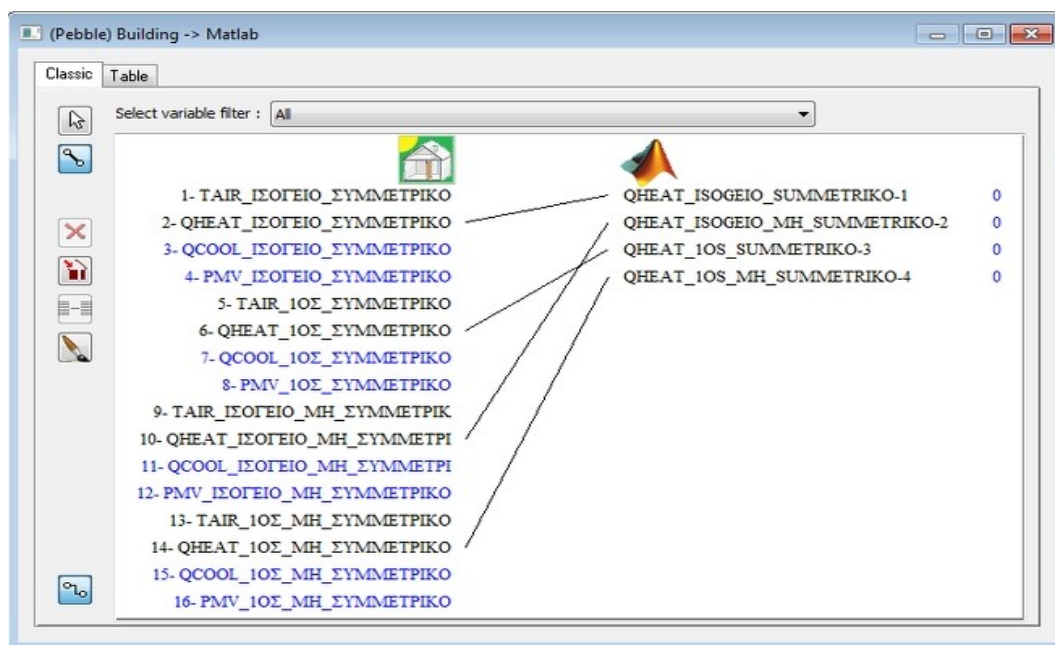 (Pebble) Building -> Matlab
Classic Table
Select variable filter : All
1- TAIR_ΙΣΟΓΕΙΟ_ΣΥΜΜΕΤΡΙΚΟ QHEAT_ISOGEIO_SUMMETRIKO-1 0
2- QHEAT_ΙΣΟΓΕΙΟ_ΣΥΜΜΕΤΡΙΚΟ QHEAT_ISOGEIO_MH_SUMMETRIKO-2 0
3- QCOOL_ΙΣΟΓΕΙΟ_ΣΥΜΜΕΤΡΙΚΟ QHEAT_1OS_SUMMETRIKO-3 0
4- PMV_ΙΣΟΓΕΙΟ_ΣΥΜΜΕΤΡΙΚΟ QHEAT_1OS_MH_SUMMETRIKO-4 0
5- TAIR_1ΟΣ_ΣΥΜΜΕΤΡΙΚΟ
6- QHEAT_1ΟΣ_ΣΥΜΜΕΤΡΙΚΟ
7- QCOOL_1ΟΣ_ΣΥΜΜΕΤΡΙΚΟ
8- PMV_1ΟΣ_ΣΥΜΜΕΤΡΙΚΟ
9- TAIR_ΙΣΟΓΕΙΟ_ΜΗ_ΣΥΜΜΕΤΡΙΚ
10- QHEAT_ΙΣΟΓΕΙΟ_ΜΗ_ΣΥΜΜΕΤΡΙ
11- QCOOL_ΙΣΟΓΕΙΟ_ΜΗ_ΣΥΜΜΕΤΡΙ
12- PMV_ΙΣΟΓΕΙΟ_ΜΗ_ΣΥΜΜΕΤΡΙΚΟ
13- TAIR_1ΟΣ_ΜΗ_ΣΥΜΜΕΤΡΙΚΟ
14- QHEAT_1ΟΣ_ΜΗ_ΣΥΜΜΕΤΡΙΚΟ
15- QCOOL_1ΟΣ_ΜΗ_ΣΥΜΜΕΤΡΙΚΟ
16- PMV_1ΟΣ_ΜΗ_ΣΥΜΜΕΤΡΙΚΟ